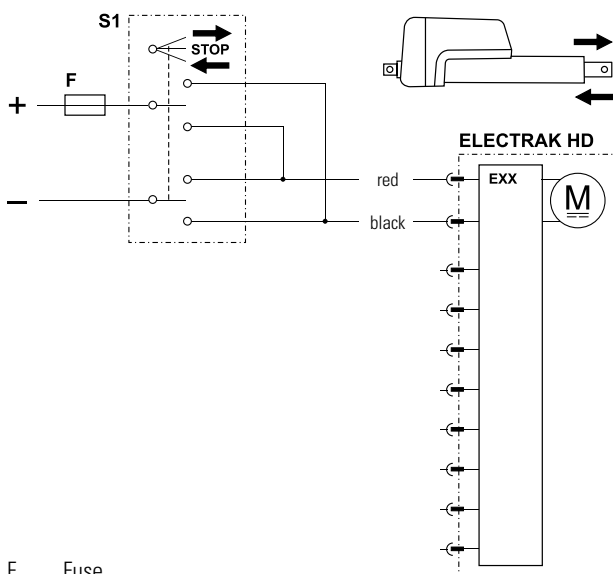 S1
STOP
F
+
−
ELECTRAK HD
red
EXX
M
black
F Fuse